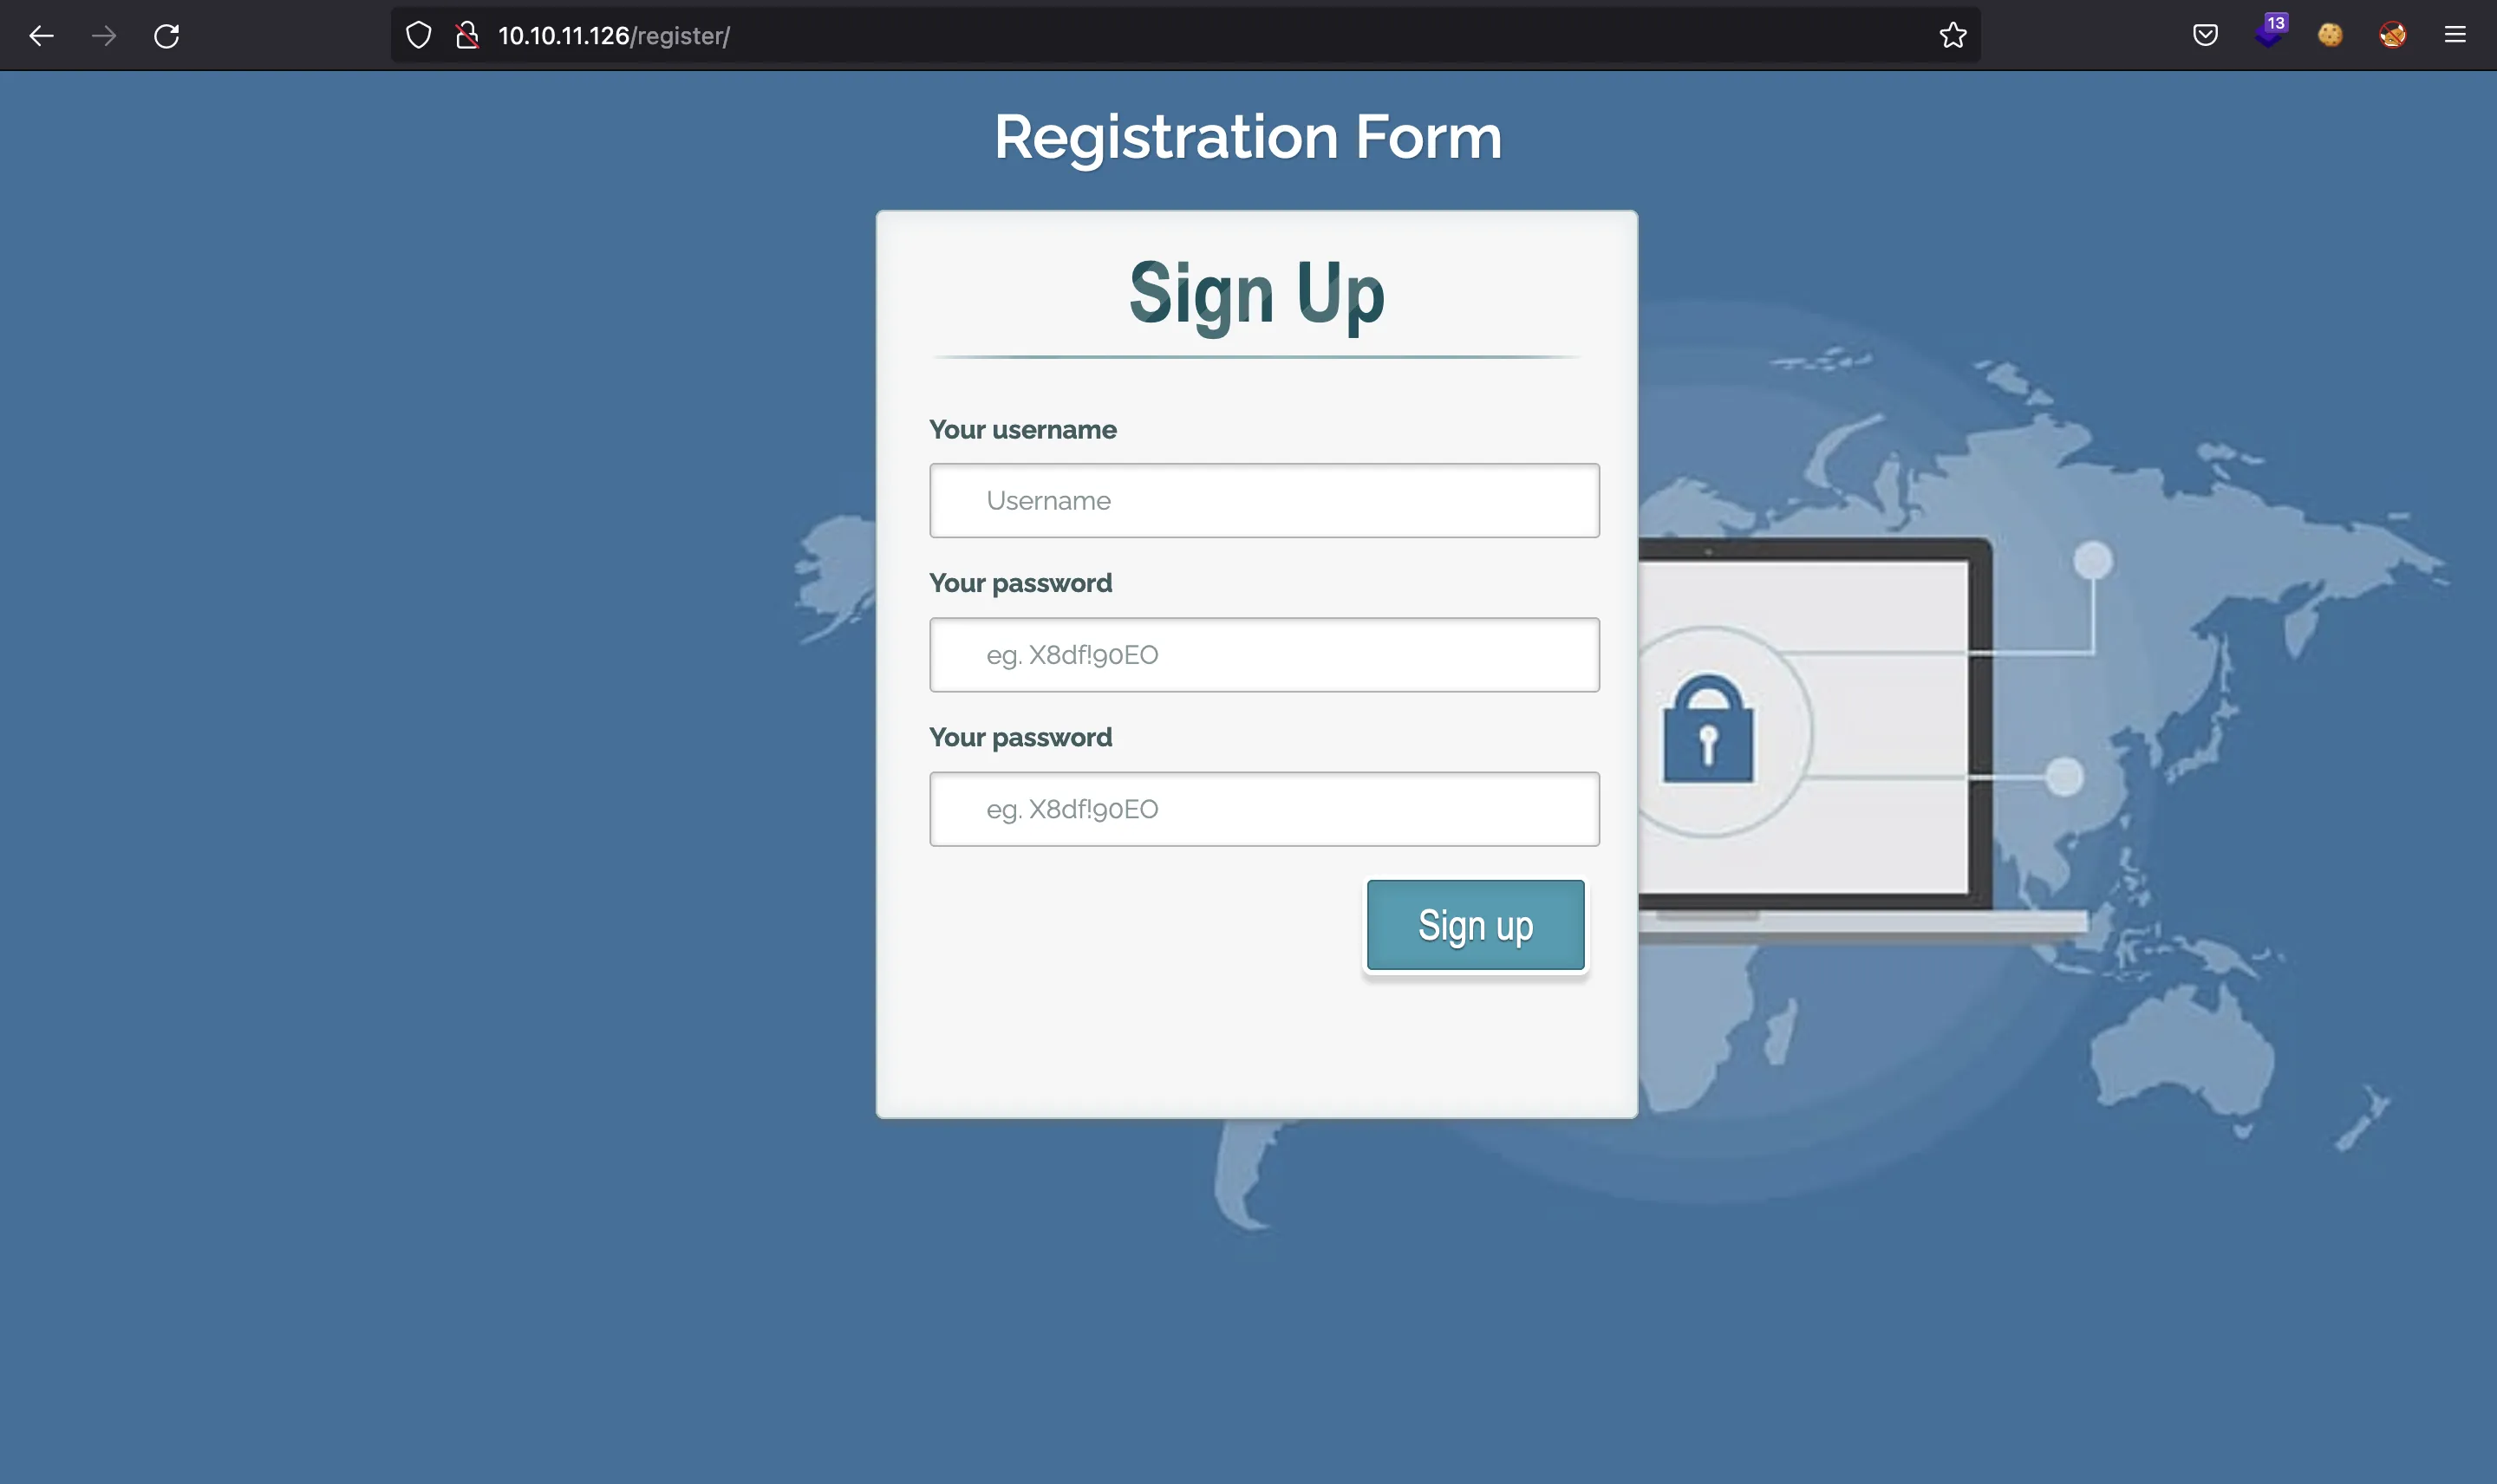 10.10.11.126/register/
13
Registration Form
Sign Up
Your username
Username
Your password
eg. X8df!90EO
Your password
eg. X8df!90EO
Sign up